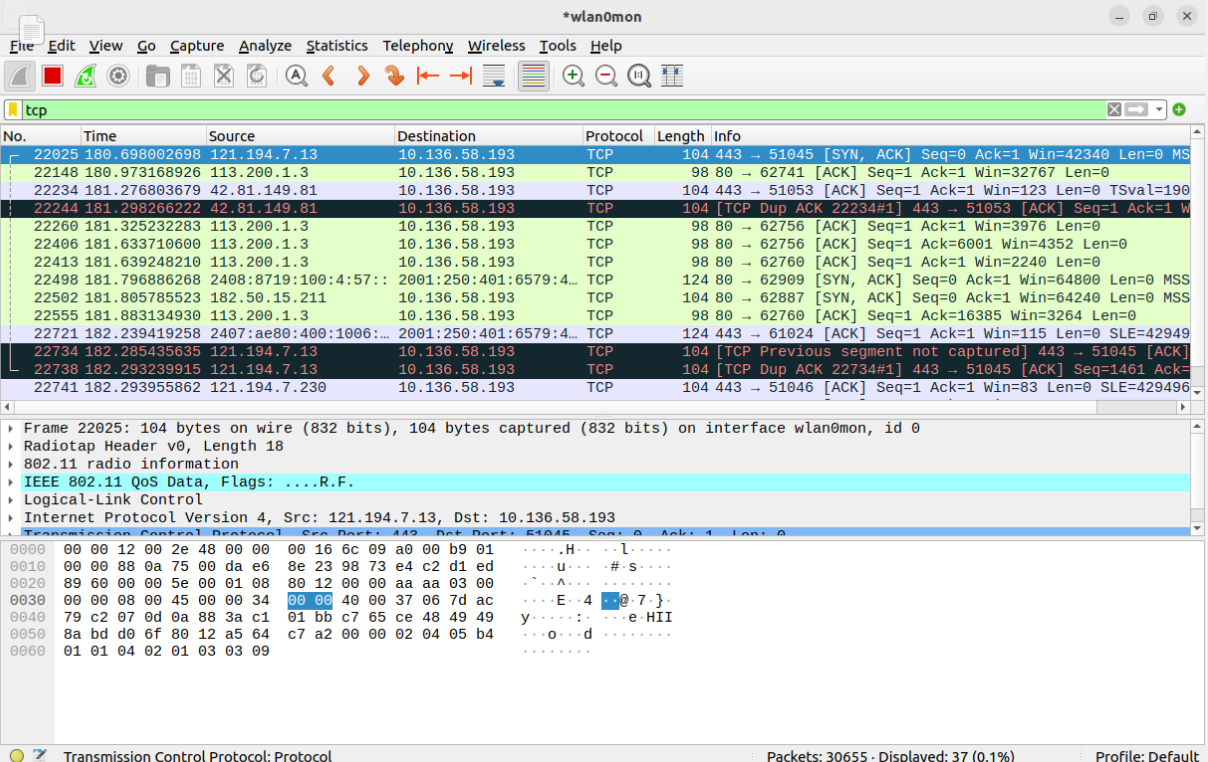 *wlan0mon
File Edit View Go Capture Analyze Statistics Telephony Wireless Tools Help
tcp
No. Time Source Destination Protocol Length Info
22025 180.698002698 121.194.7.13 10.136.58.193 TCP 104 443 → 51045 [SYN, ACK] Seq=0 Ack=1 Win=42340 Len=0 MS
22148 180.973168926 113.200.1.3 10.136.58.193 TCP 98 80 → 62741 [ACK] Seq=1 Ack=1 Win=32767 Len=0
22234 181.276803679 42.81.149.81 10.136.58.193 TCP 104 443 → 51053 [ACK] Seq=1 Ack=1 Win=123 Len=0 TSval=190
22244 181.298266222 42.81.149.81 10.136.58.193 TCP 104 [TCP Dup ACK 22234#1] 443 → 51053 [ACK] Seq=1 Ack=1 W
22260 181.325232283 113.200.1.3 10.136.58.193 TCP 98 80 → 62756 [ACK] Seq=1 Ack=1 Win=3976 Len=0
22406 181.633710600 113.200.1.3 10.136.58.193 TCP 98 80 → 62756 [ACK] Seq=1 Ack=6001 Win=4352 Len=0
22413 181.639248210 113.200.1.3 10.136.58.193 TCP 98 80 → 62760 [ACK] Seq=1 Ack=1 Win=2240 Len=0
22498 181.796886268 2408:8719:100:4:57:: 2001:250:401:6579:4… TCP 124 80 → 62909 [SYN, ACK] Seq=0 Ack=1 Win=64800 Len=0 MSS
22502 181.805785523 182.50.15.211 10.136.58.193 TCP 104 80 → 62887 [SYN, ACK] Seq=0 Ack=1 Win=64240 Len=0 MSS
22555 181.883134930 113.200.1.3 10.136.58.193 TCP 98 80 → 62760 [ACK] Seq=1 Ack=16385 Win=3264 Len=0
22721 182.239419258 2407:ae80:400:1006:… 2001:250:401:6579:4… TCP 124 443 → 61024 [ACK] Seq=1 Ack=1 Win=115 Len=0 SLE=42949
22734 182.285435635 121.194.7.13 10.136.58.193 TCP 104 [TCP Previous segment not captured] 443 → 51045 [ACK]
22738 182.293239915 121.194.7.13 10.136.58.193 TCP 104 [TCP Dup ACK 22734#1] 443 → 51045 [ACK] Seq=1461 Ack=
22741 182.293955862 121.194.7.230 10.136.58.193 TCP 104 443 → 51046 [ACK] Seq=1 Ack=1 Win=83 Len=0 SLE=429496
Frame 22025: 104 bytes on wire (832 bits), 104 bytes captured (832 bits) on interface wlan0mon, id 0
Radiotap Header v0, Length 18
802.11 radio information
IEEE 802.11 QoS Data, Flags: ....R.F.
Logical-Link Control
Internet Protocol Version 4, Src: 121.194.7.13, Dst: 10.136.58.193
Transmission Control Protocol, Src Port: 443, Dst Port: 51045, Seq: 0, Ack: 1, Len: 0
0000 00 00 12 00 2e 48 00 00 00 16 6c 09 a0 00 b9 01 ····.H·· ··l·····
0010 00 00 88 0a 75 00 da e6 8e 23 98 73 e4 c2 d1 ed ····u··· ·#·s····
0020 89 60 00 00 5e 00 01 08 80 12 00 00 aa aa 03 00 ·`··^··· ········
0030 00 00 08 00 45 00 00 34 00 00 40 00 37 06 7d ac ····E··4 ··@·7·}·
0040 79 c2 07 0d 0a 88 3a c1 01 bb c7 65 ce 48 49 49 y·····:· ···e·HII
0050 8a bd d0 6f 80 12 a5 64 c7 a2 00 00 02 04 05 b4 ···o···d ········
0060 01 01 04 02 01 03 03 09 ········
Transmission Control Protocol: Protocol Packets: 30655 · Displayed: 37 (0.1%) Profile: Default